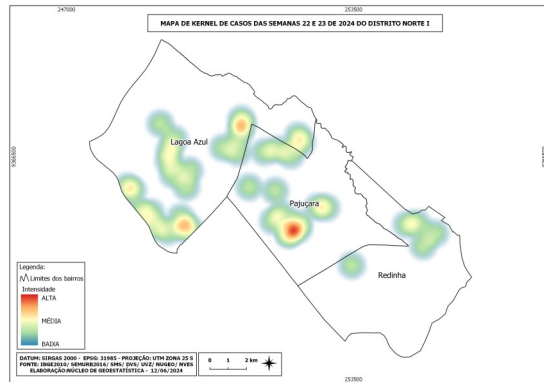 247000
253500
MAPA DE KERNEL DE CASOS DAS SEMANAS 22 E 23 DE 2024 DO DISTRITO NORTE I
9366500
9366500
Lagoa Azul
Pajuçara
Redinha
Legenda:
Limites dos bairros
Intensidade
ALTA
MÉDIA
BAIXA
DATUM: SIRGAS 2000 - EPSG: 31985 - PROJEÇÃO: UTM ZONA 25 S
FONTE: IBGE2010/ SEMURB2016/ SMS/ DVS/ UVZ/ NUGEO/ NVES
ELABORAÇÃO:NÚCLEO DE GEOESTATÍSTICA - 12/06/2024
0 1 2 km
253500